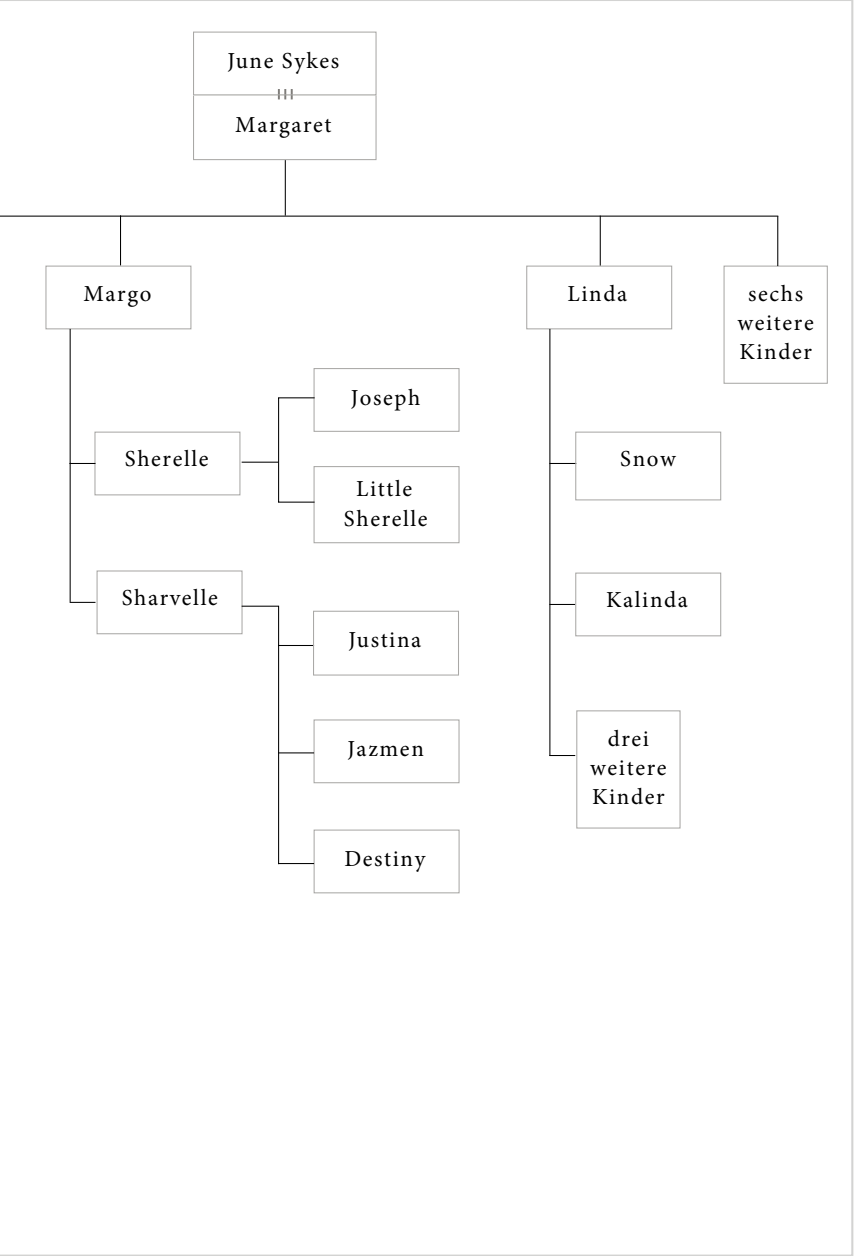 June Sykes
Margaret
Margo
Linda
sechs
weitere
Kinder
Joseph
Sherelle
Little
Sherelle
Snow
Sharvelle
Kalinda
Justina
Jazmen
drei
weitere
Kinder
Destiny